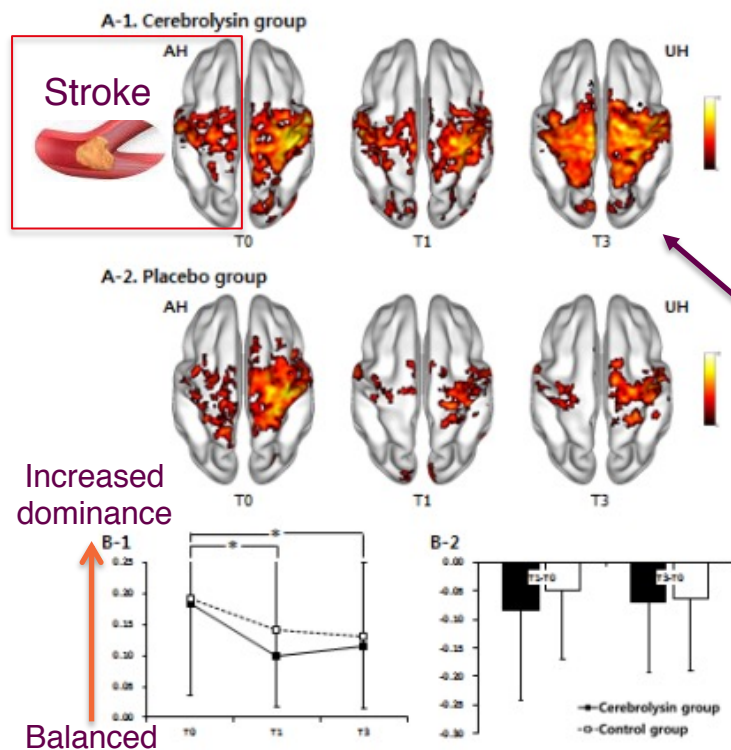 A-1. Cerebrolysin group
AH
UH
Stroke
T0
T1
T3
A-2. Placebo group
AH
UH
T0
T1
T3
Increased
dominance
Balanced
B-1
*
*
0.25
0.20
0.15
0.10
0.05
0.00
T0
T1
T3
B-2
0.00
-0.05
-0.10
-0.15
-0.20
-0.25
-0.30
T1-T0
T3-T0
Cerebrolysin group
Control group